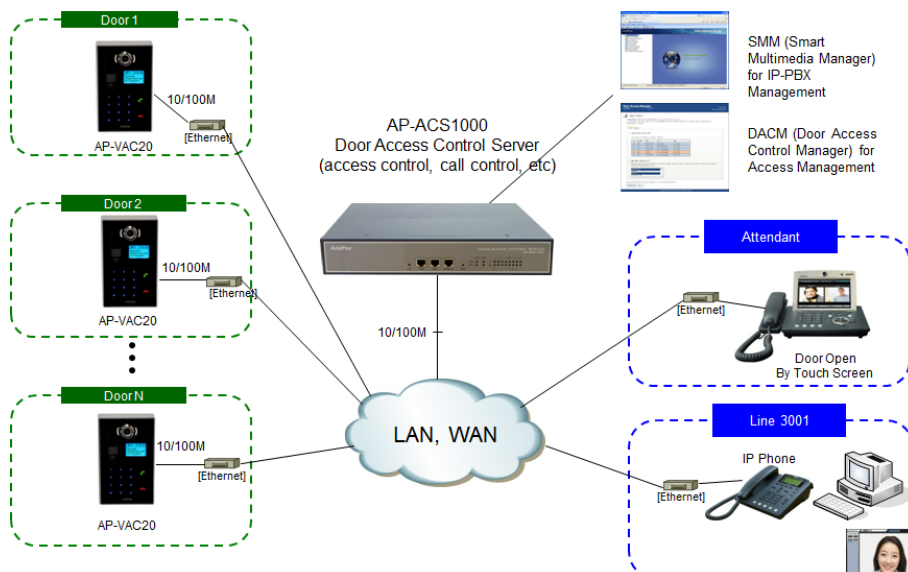 Door 1
10/100M
[Ethernet]
AP-VAC20
Door 2
10/100M
[Ethernet]
AP-VAC20
Door N
10/100M
[Ethernet]
AP-VAC20
AP-ACS1000
Door Access Control Server
(access control, call control, etc)
10/100M
LAN, WAN
SMM (Smart
Multimedia Manager)
for IP-PBX
Management
DACM (Door Access
Control Manager) for
Access Management
Attendant
[Ethernet]
Door Open
By Touch Screen
Line 3001
IP Phone
[Ethernet]